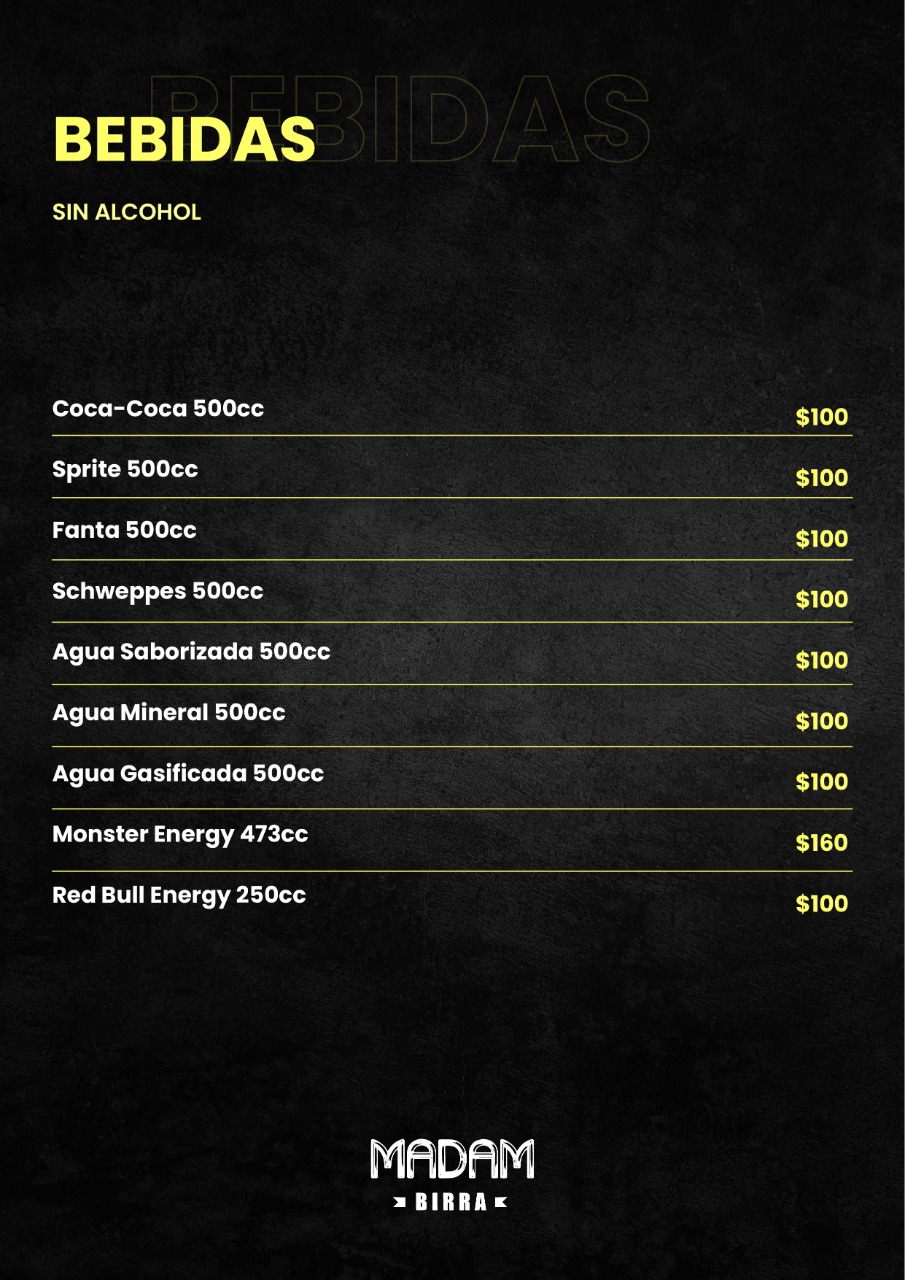 BEBIDAS
BEBIDAS
SIN ALCOHOL
Coca-Coca 500cc $100
Sprite 500cc $100
Fanta 500cc $100
Schweppes 500cc $100
Agua Saborizada 500cc $100
Agua Mineral 500cc $100
Agua Gasificada 500cc $100
Monster Energy 473cc $160
Red Bull Energy 250cc $100
MADAM
BIRRA